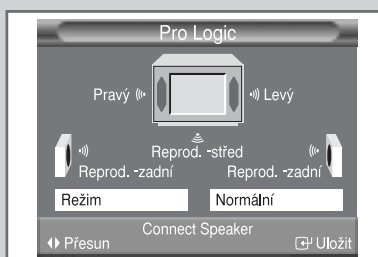 Pro Logic
Pravý Levý
Reprod. -střed
Reprod. -zadní Reprod. -zadní
Režim Normální
Connect Speaker
Přesun Uložit